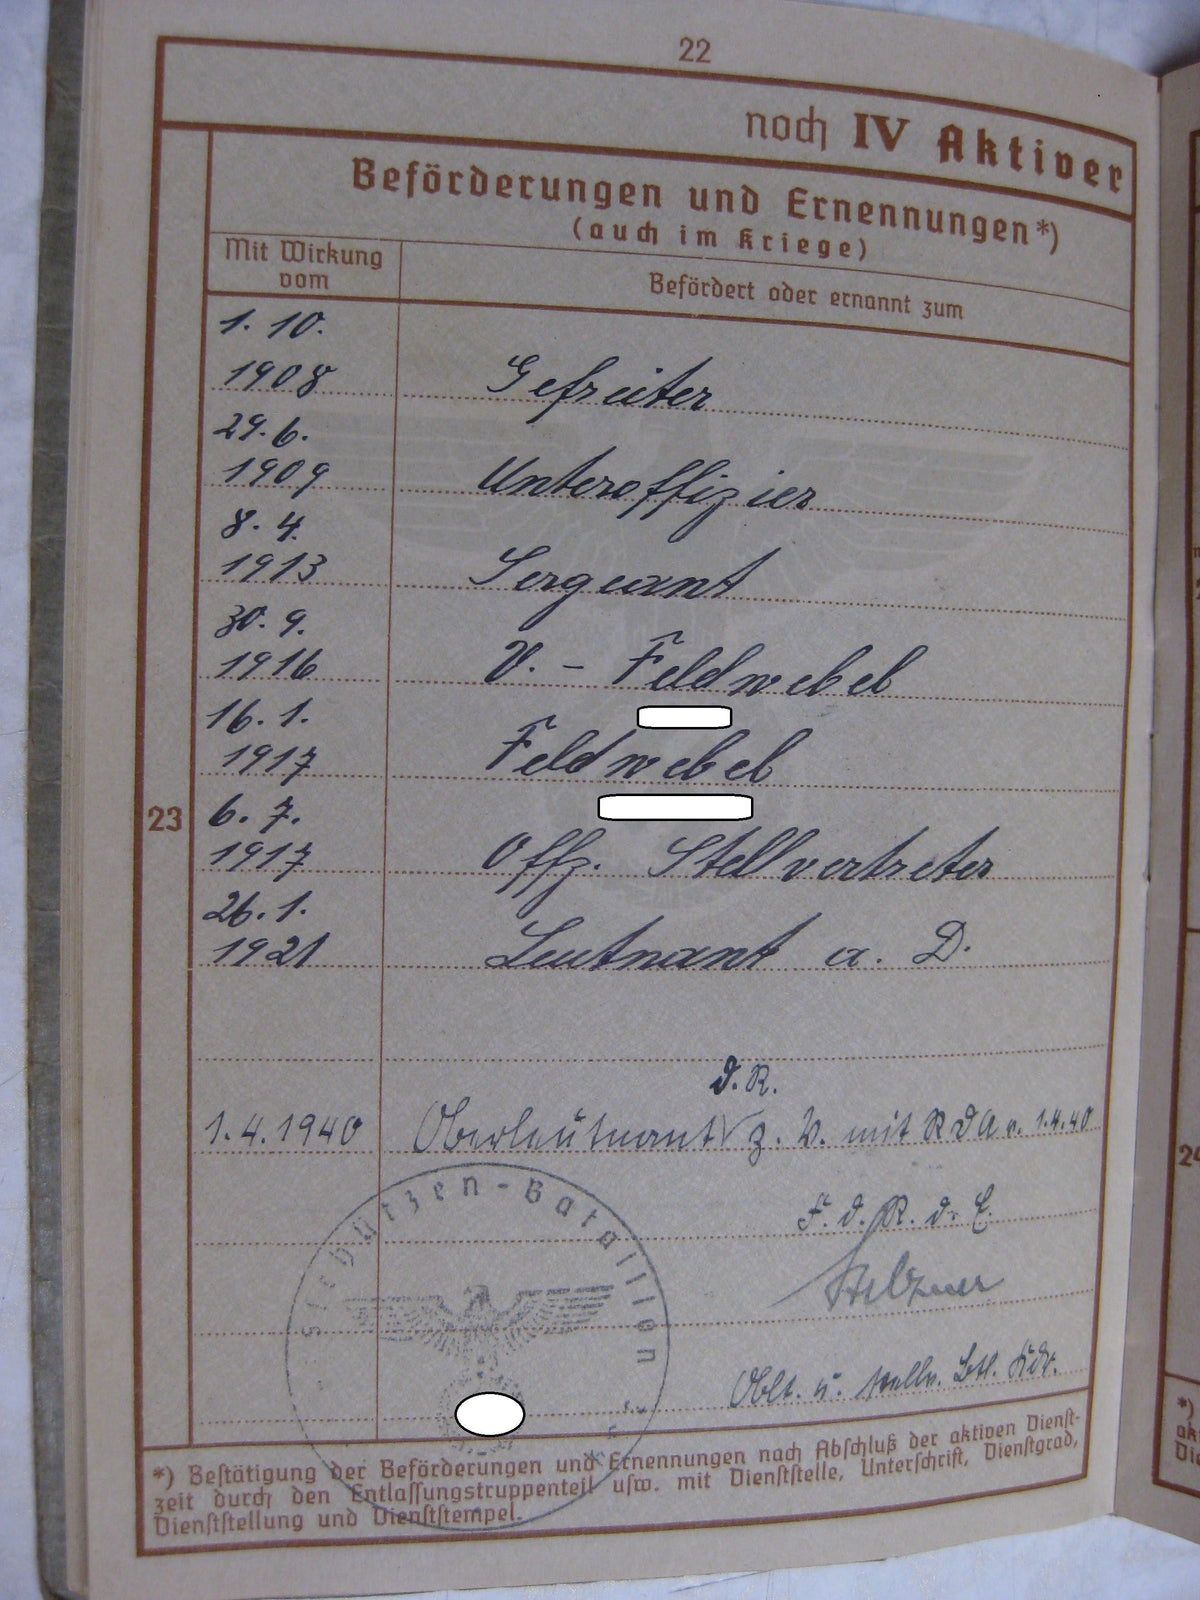 22
noch IV Aktiver
Beförderungen und Ernennungen*)
(auch im Kriege)
Mit Wirkung
vom
Befördert oder ernannt zum
1. 10.
1908 Gefreiter
29. 6.
1909 Unteroffizier
8. 4.
1913 Sergeant
30. 9.
1916 V. - Feldwebel
16. 1.
1917 Feldwebel
23
6. 7.
1917 Offz. Stellvertreter
26. 1.
1921 Leutnant a. D.
d. R.
1.4.1940 Oberleutnant z. V. mit R D A v. 1.4.40
F. d. R. d. E.
Stelzner
Oblt. u. stellv. Btl. Kdr.
schützen-Bataillon
*) Bestätigung der Beförderungen und Ernennungen nach Abschluß der aktiven Dienst-
zeit durch den Entlassungstruppenteil usw. mit Dienststelle, Unterschrift, Dienstgrad,
Dienststellung und Dienststempel.
24
*)